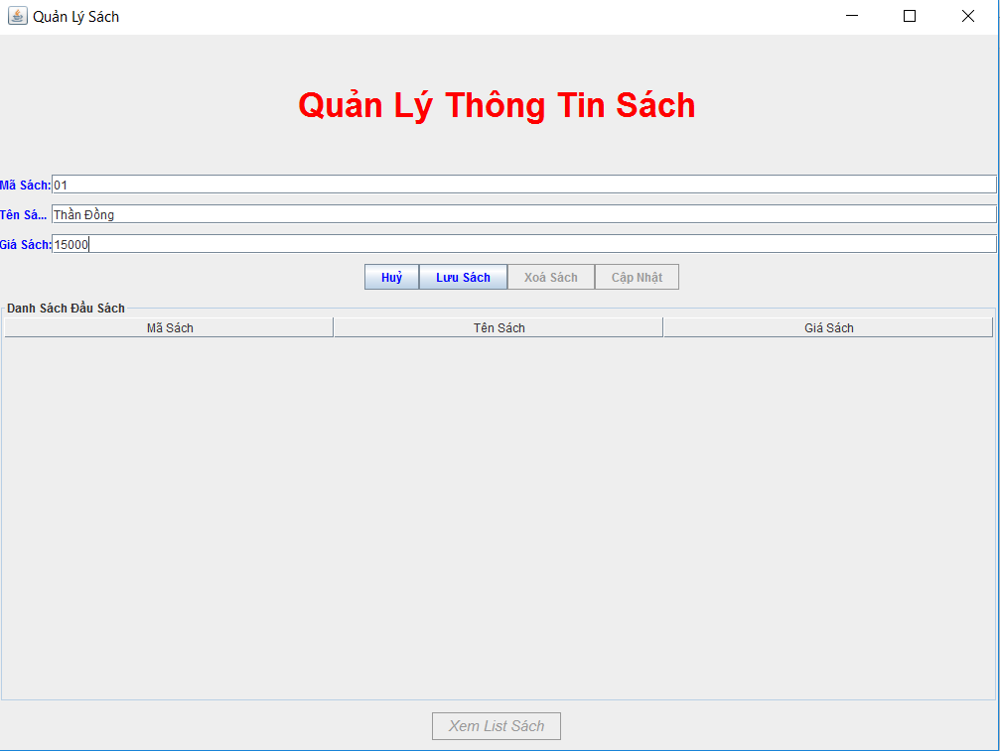 Quản Lý Sách
Quản Lý Thông Tin Sách
Mã Sách: 01
Tên Sá... Thần Đồng
Giá Sách: 15000
Huỷ Lưu Sách Xoá Sách Cập Nhật
Danh Sách Đầu Sách
Mã Sách Tên Sách Giá Sách
Xem List Sách